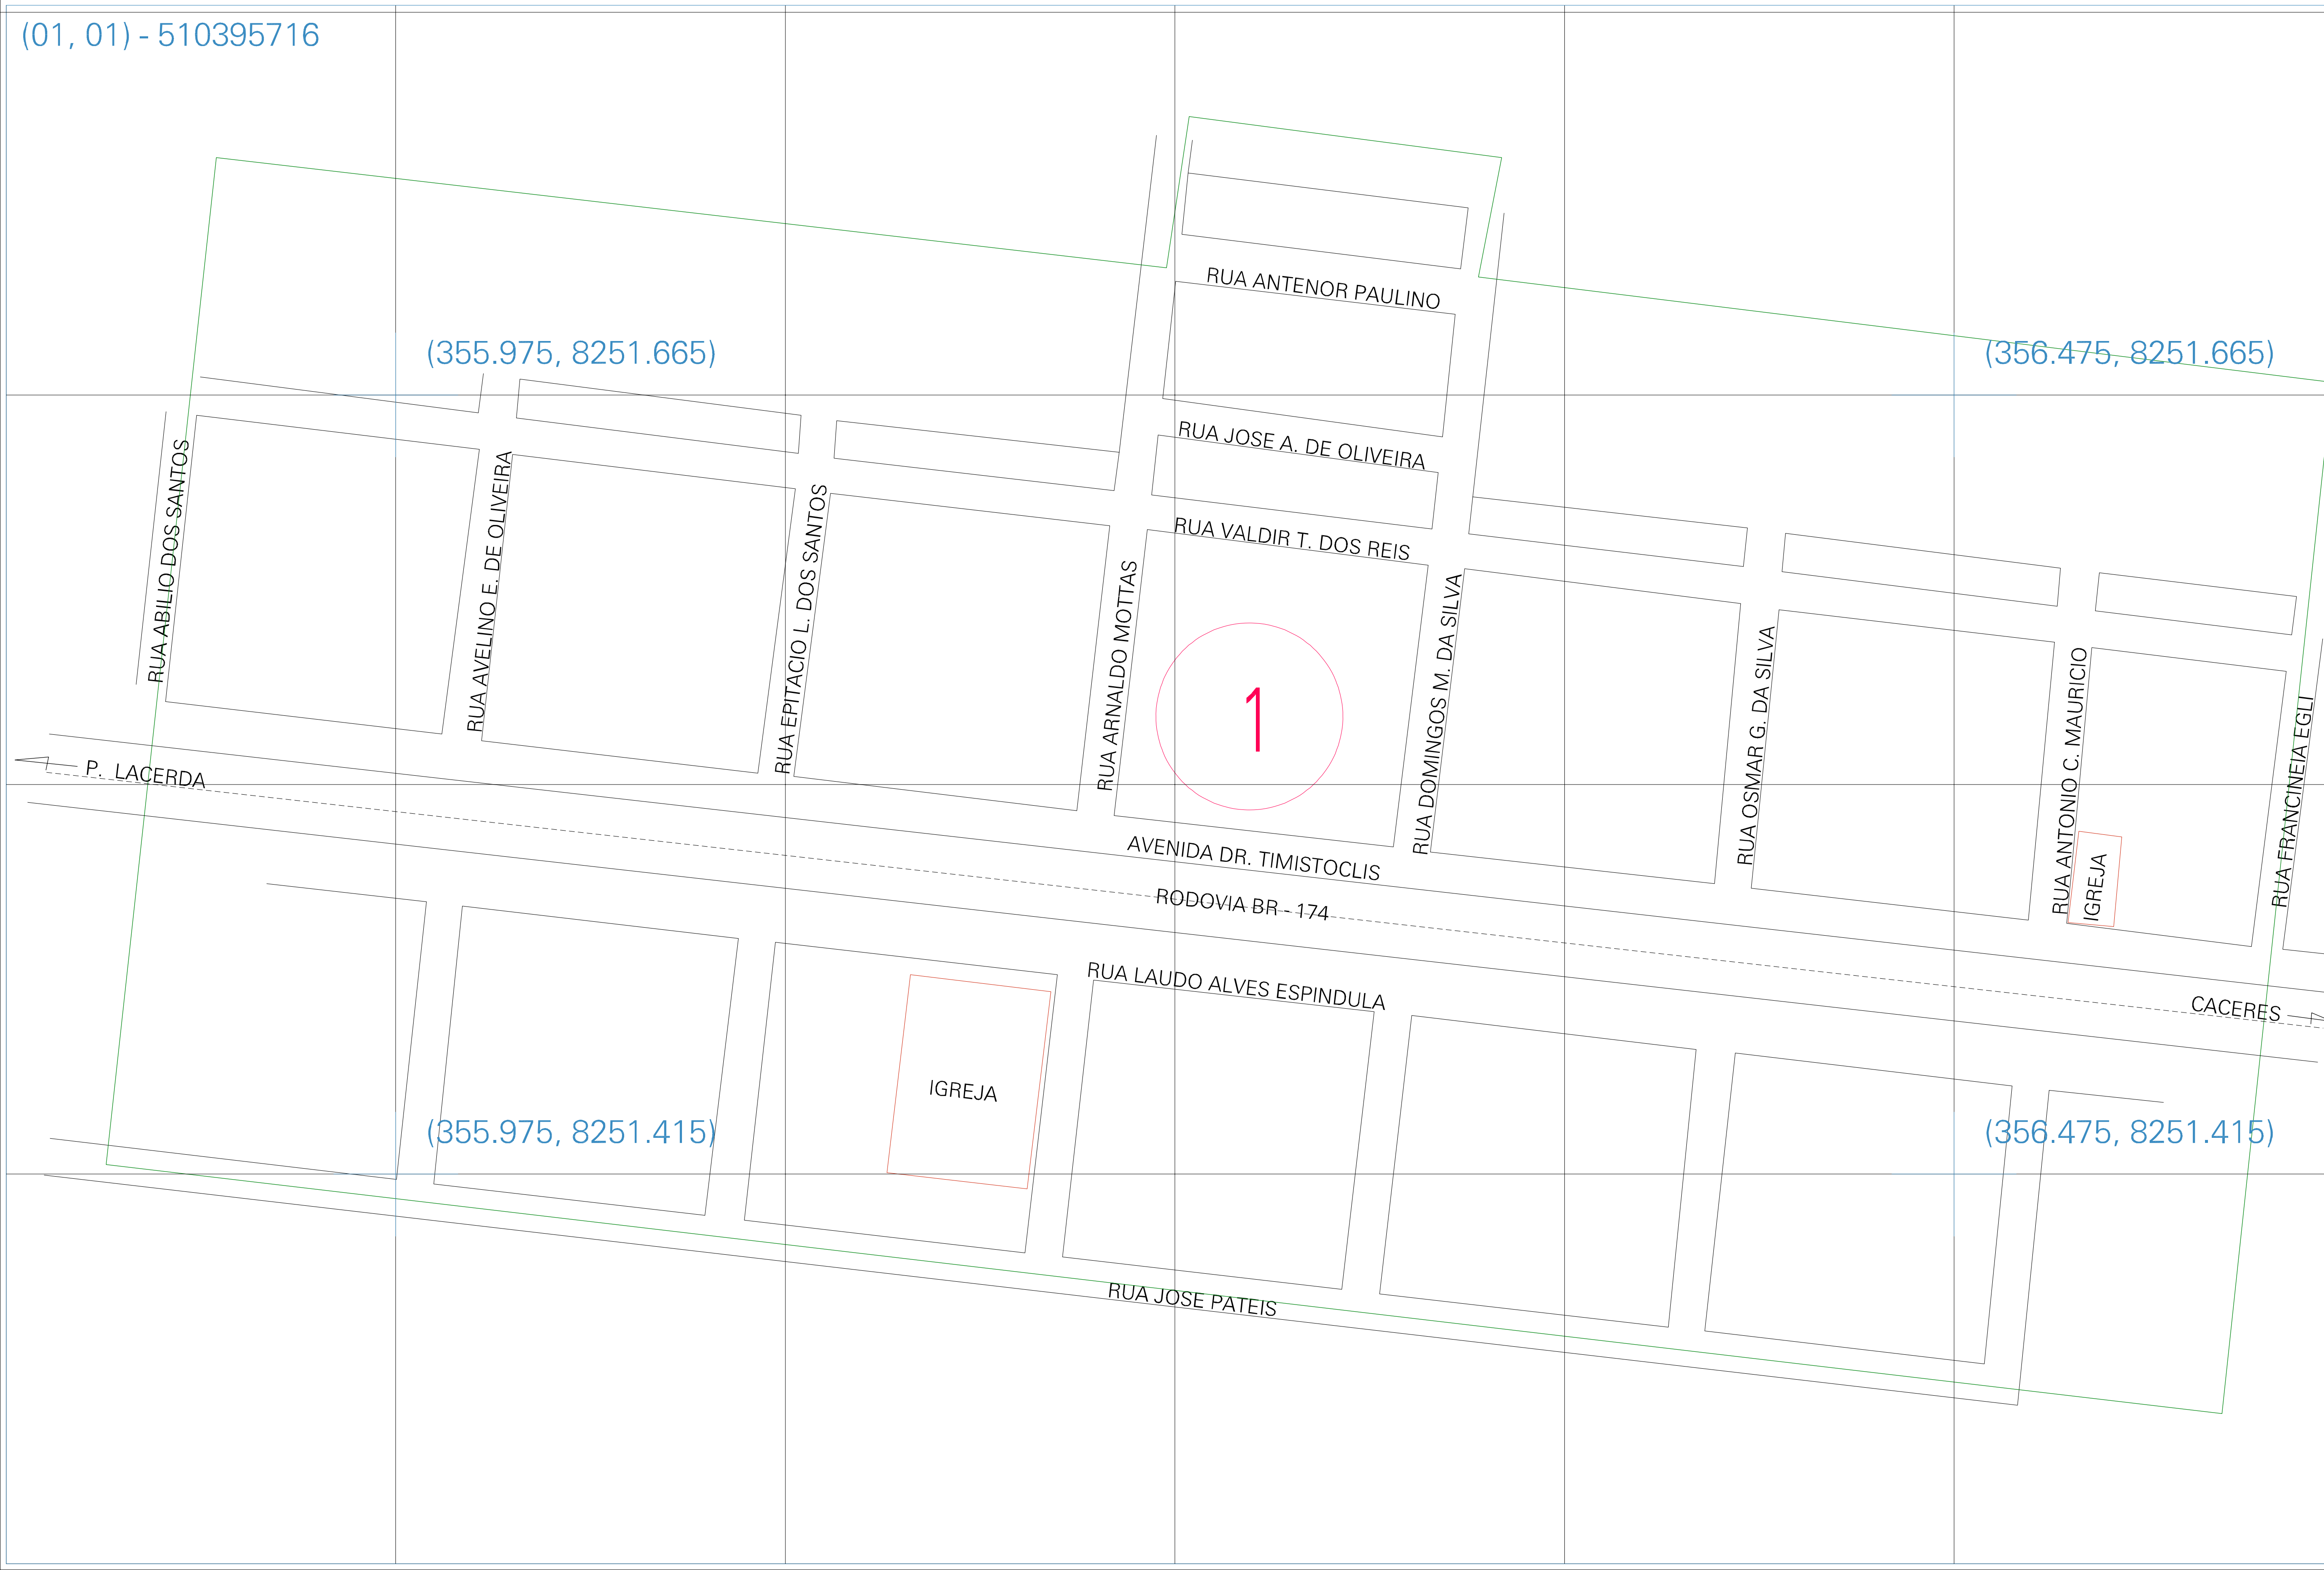 (01, 01) - 510395716
RUA ANTENOR PAULINO
(355.975, 8251.665)
(356.475, 8251.665)
RUA JOSE A. DE OLIVEIRA
RUA VALDIR T. DOS REIS
RUA ABILIO DOS SANTOS
RUA AVELINO E. DE OLIVEIRA
RUA EPITACIO L. DOS SANTOS
RUA ARNALDO MOTTAS
1
RUA DOMINGOS M. DA SILVA
RUA OSMAR G. DA SILVA
RUA ANTONIO C. MAURICIO
RUA FRANCINEIA EGLI
P. LACERDA
AVENIDA DR. TIMISTOCLIS
IGREJA
RODOVIA BR - 174
RUA LAUDO ALVES ESPINDULA
CACERES
IGREJA
(355.975, 8251.415)
(356.475, 8251.415)
RUA JOSE PATEIS